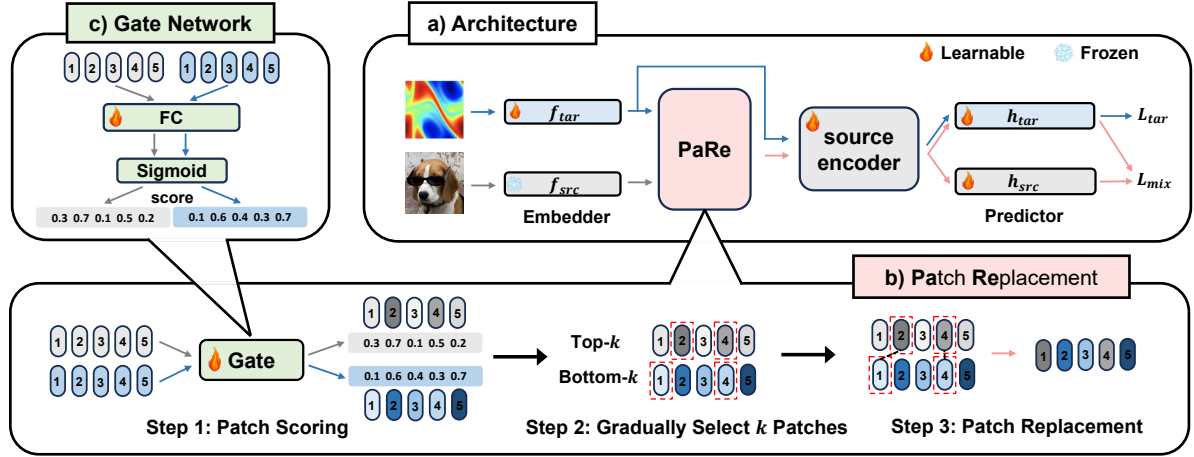 c) Gate Network
1 2 3 4 5 1 2 3 4 5
FC
Sigmoid
score
0.3 0.7 0.1 0.5 0.2 0.1 0.6 0.4 0.3 0.7
a) Architecture
Learnable Frozen
f_tar
f_src
Embedder
PaRe
source
encoder
h_tar
h_src
Predictor
L_tar
L_mix
b) Patch Replacement
1 2 3 4 5
1 2 3 4 5
Gate
1 2 3 4 5
0.3 0.7 0.1 0.5 0.2
0.1 0.6 0.4 0.3 0.7
1 2 3 4 5
Step 1: Patch Scoring
Top-k
1 2 3 4 5
Bottom-k
1 2 3 4 5
Step 2: Gradually Select k Patches
1 2 3 4 5
1 2 3 4 5
1 2 3 4 5
Step 3: Patch Replacement